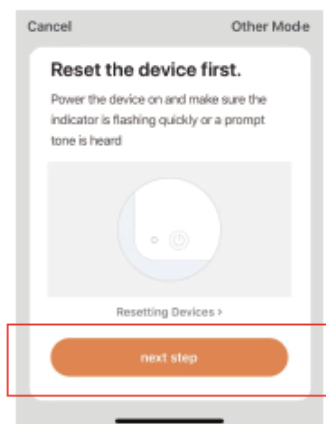 Cancel Other Mode
Reset the device first.
Power the device on and make sure the
indicator is flashing quickly or a prompt
tone is heard
Resetting Devices >
next step